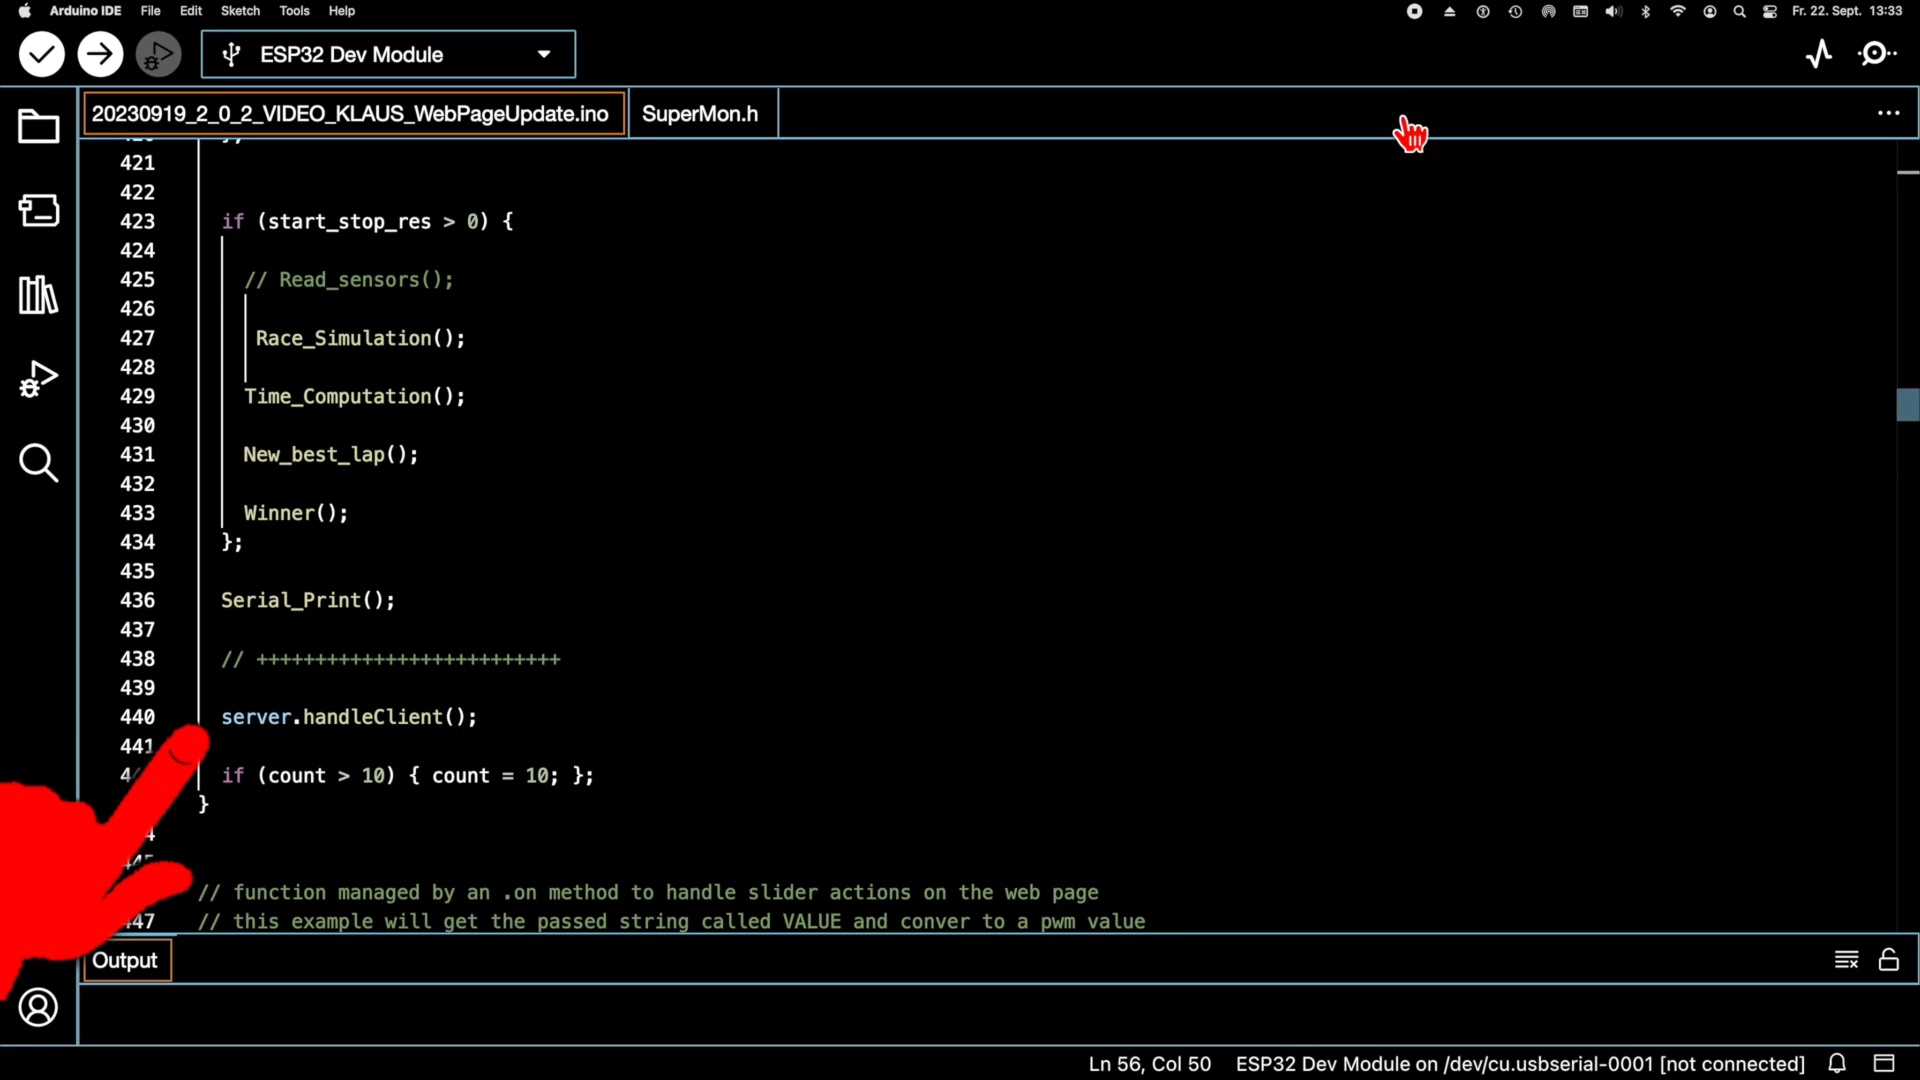 Arduino IDE File Edit Sketch Tools Help Fr. 22. Sept. 13:33
ESP32 Dev Module
20230919_2_0_2_VIDEO_KLAUS_WebPageUpdate.ino SuperMon.h
421
422
423 if (start_stop_res > 0) {
424
425 // Read_sensors();
426
427 Race_Simulation();
428
429 Time_Computation();
430
431 New_best_lap();
432
433 Winner();
434 };
435
436 Serial_Print();
437
438 // ++++++++++++++++++++++++++
439
440 server.handleClient();
441
if (count > 10) { count = 10; };
}
// function managed by an .on method to handle slider actions on the web page
447 // this example will get the passed string called VALUE and conver to a pwm value
Output
Ln 56, Col 50 ESP32 Dev Module on /dev/cu.usbserial-0001 [not connected]